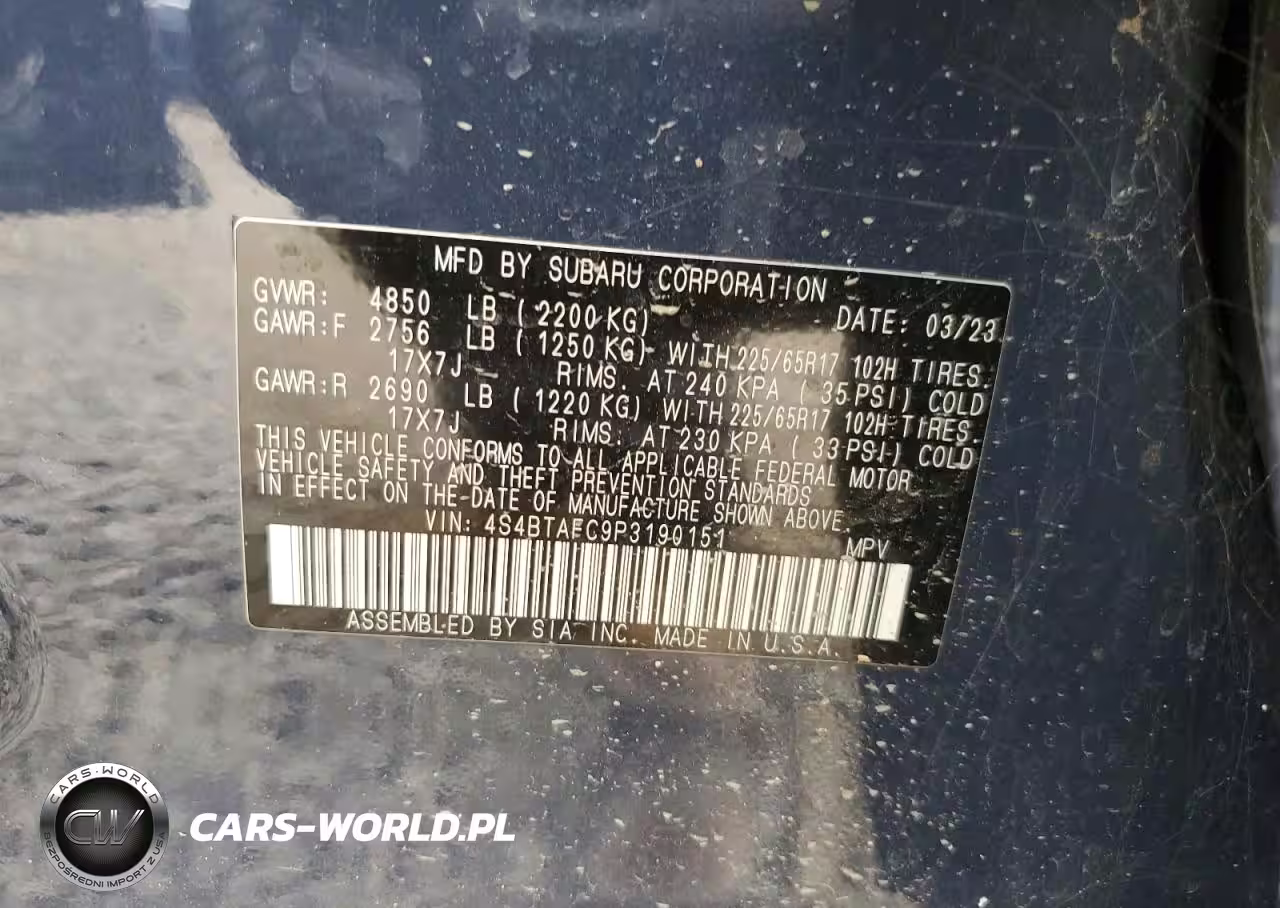 MFD BY SUBARU CORPORATION
GVWR: 4850 LB ( 2200 KG) DATE: 03/23
GAWR:F 2756 LB ( 1250 KG) WITH 225/65R17 102H TIRES.
17X7J RIMS. AT 240 KPA ( 35 PSI) COLD
GAWR:R 2690 LB ( 1220 KG) WITH 225/65R17 102H TIRES.
17X7J RIMS. AT 230 KPA ( 33 PSI) COLD
THIS VEHICLE CONFORMS TO ALL APPLICABLE FEDERAL MOTOR
VEHICLE SAFETY AND THEFT PREVENTION STANDARDS
IN EFFECT ON THE DATE OF MANUFACTURE SHOWN ABOVE.
VIN: 4S4BTAFC9P3190151 MPV
ASSEMBLED BY SIA INC. MADE IN U.S.A.
CARS-WORLD
CW
BEZPOŚREDNI IMPORT Z USA
CARS-WORLD.PL